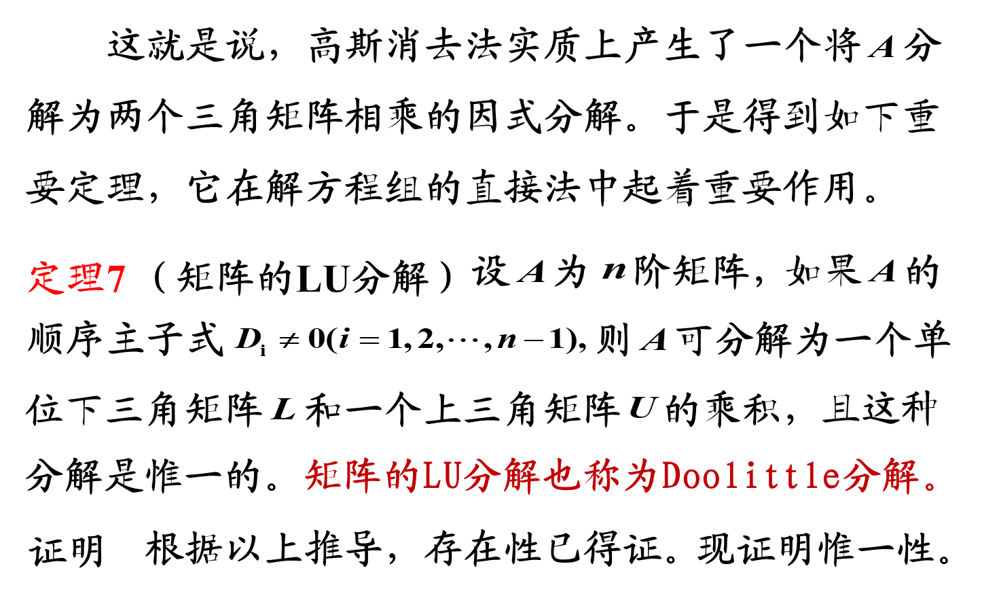 这就是说，高斯消去法实质上产生了一个将A分
解为两个三角矩阵相乘的因式分解。于是得到如下重
要定理，它在解方程组的直接法中起着重要作用。
定理7（矩阵的LU分解）设A为n阶矩阵，如果A的
顺序主子式 Di ≠ 0(i = 1, 2, ⋯, n − 1), 则A可分解为一个单
位下三角矩阵L和一个上三角矩阵U的乘积，且这种
分解是惟一的。矩阵的LU分解也称为Doolittle分解。
证明 根据以上推导，存在性已得证。现证明惟一性。